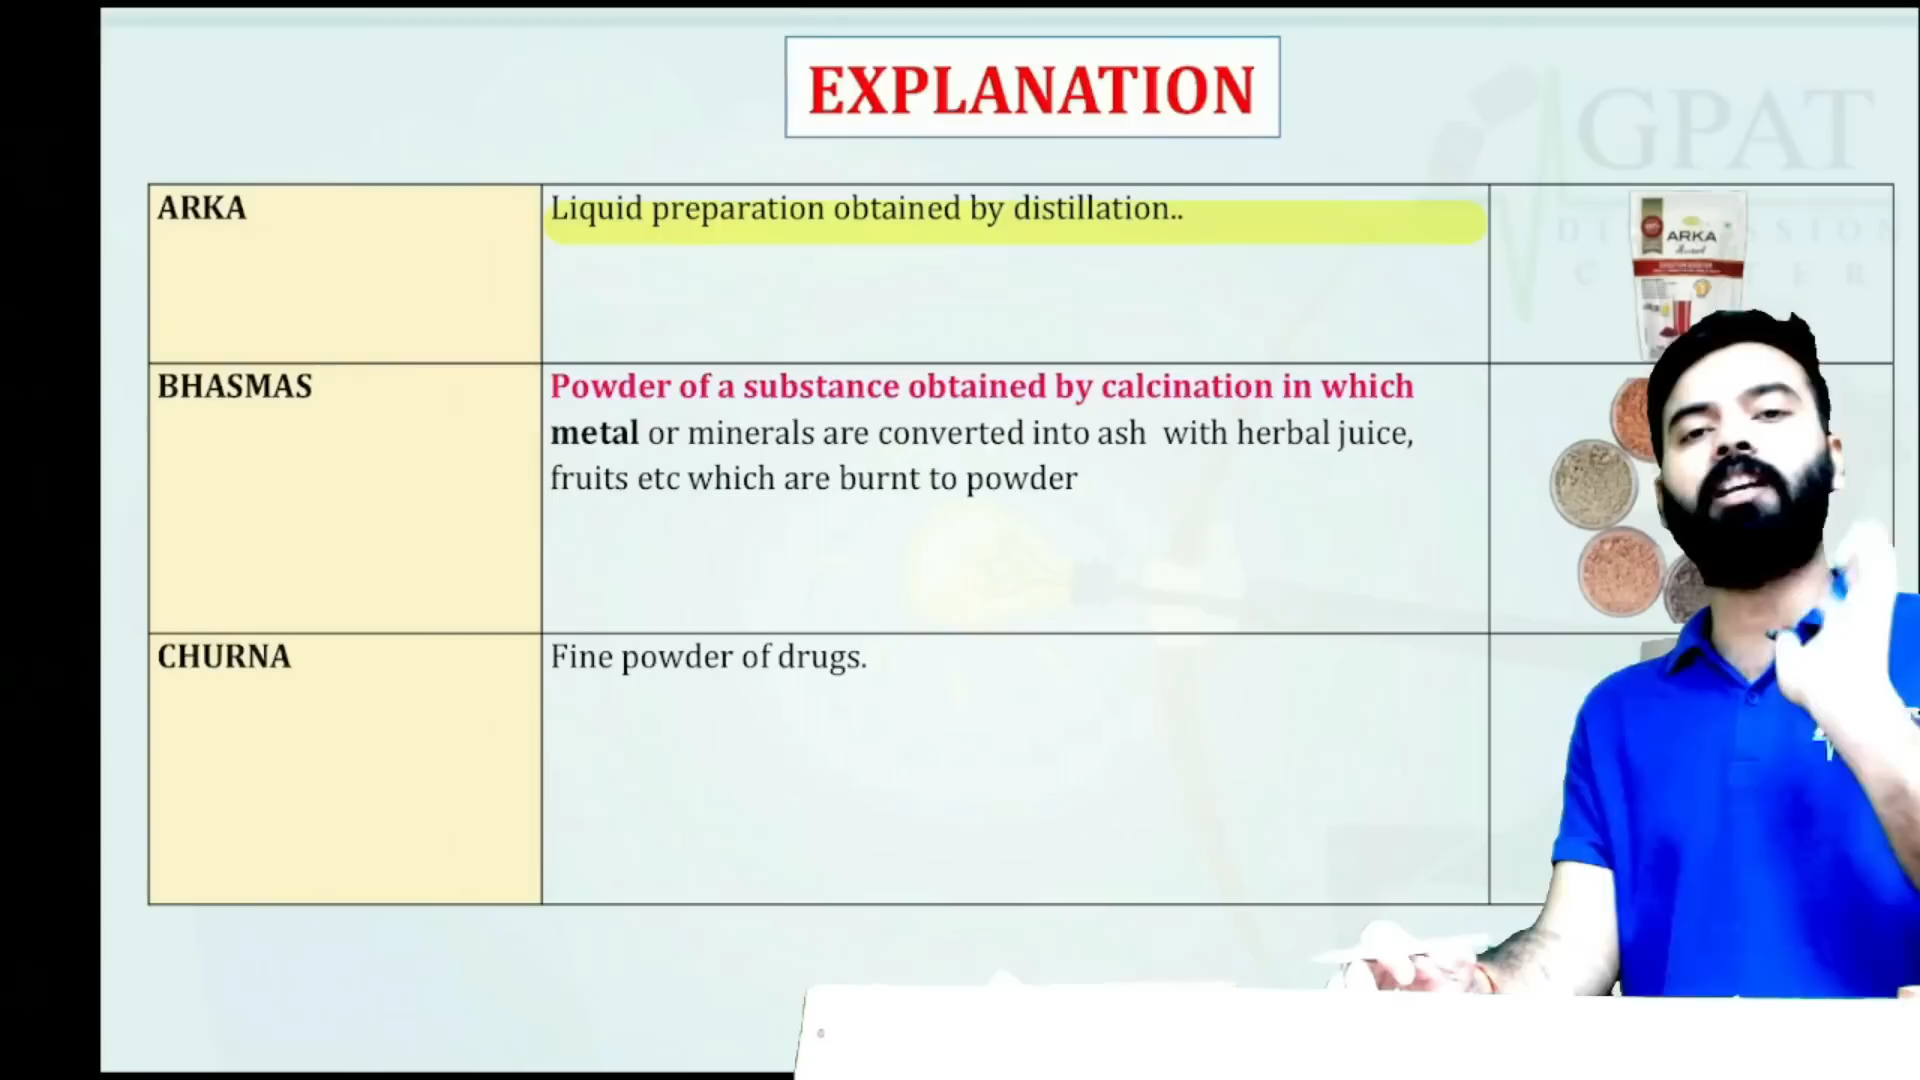 EXPLANATION
GPAT
ARKA
Liquid preparation obtained by distillation..
ARKA
BHASMAS
Powder of a substance obtained by calcination in which
metal or minerals are converted into ash with herbal juice,
fruits etc which are burnt to powder
CHURNA
Fine powder of drugs.